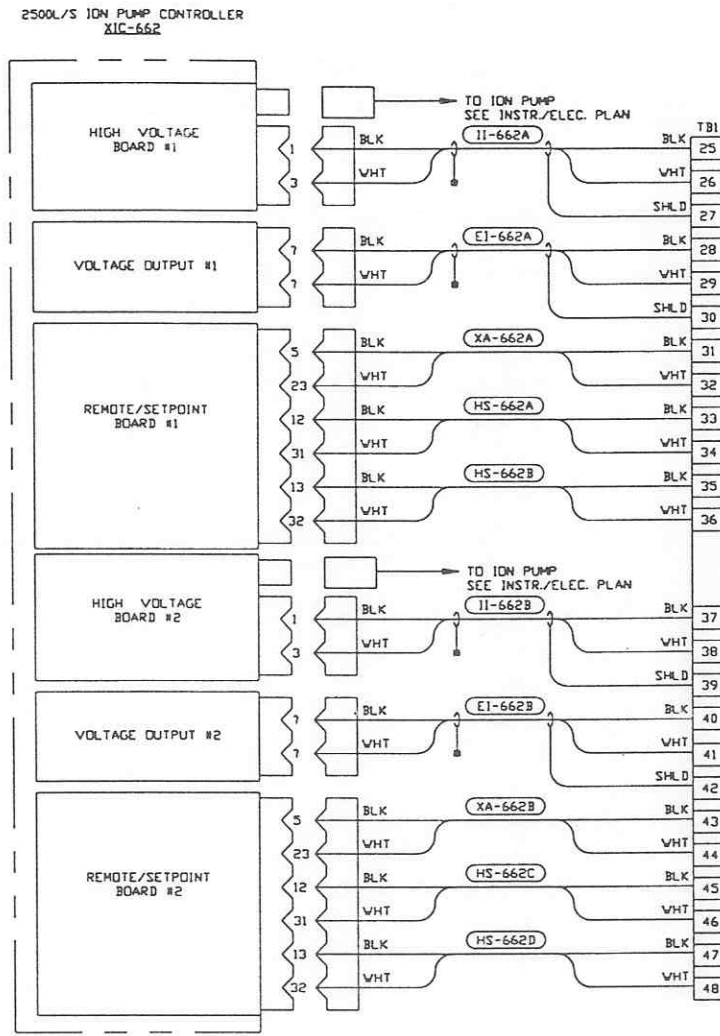 2500L/S ION PUMP CONTROLLER
XIC-662
TO ION PUMP
SEE INSTR./ELEC. PLAN
TB1
HIGH VOLTAGE
BOARD #1
1 BLK II-662A BLK 25
3 WHT WHT 26
SHLD 27
VOLTAGE OUTPUT #1
? BLK EI-662A BLK 28
? WHT WHT 29
SHLD 30
REMOTE/SETPOINT
BOARD #1
5 BLK XA-662A BLK 31
23 WHT WHT 32
12 BLK HS-662A BLK 33
31 WHT WHT 34
13 BLK HS-662B BLK 35
32 WHT WHT 36
TO ION PUMP
SEE INSTR./ELEC. PLAN
HIGH VOLTAGE
BOARD #2
1 BLK II-662B BLK 37
3 WHT WHT 38
SHLD 39
VOLTAGE OUTPUT #2
? BLK EI-662B BLK 40
? WHT WHT 41
SHLD 42
REMOTE/SETPOINT
BOARD #2
5 BLK XA-662B BLK 43
23 WHT WHT 44
12 BLK HS-662C BLK 45
31 WHT WHT 46
13 BLK HS-662D BLK 47
32 WHT WHT 48